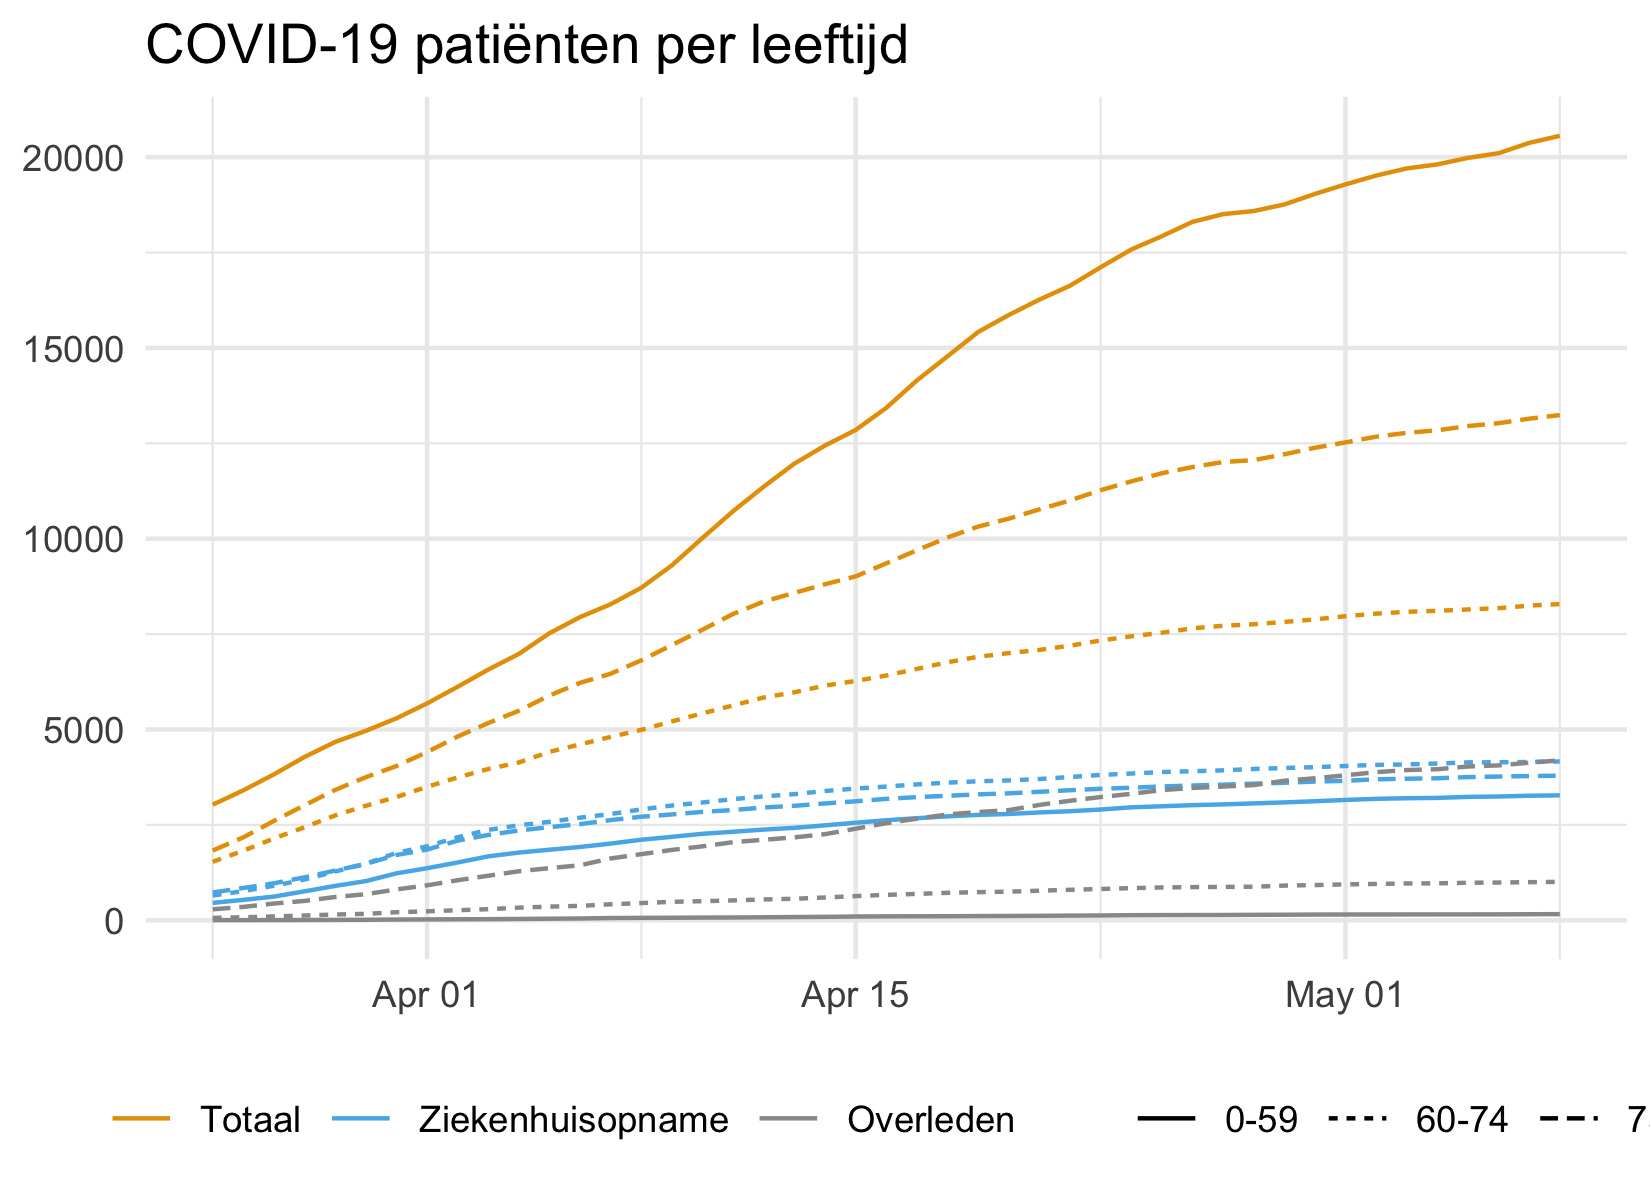 COVID-19 patiënten per leeftijd
20000
15000
10000
5000
0
Apr 01 Apr 15 May 01
Totaal Ziekenhuisopname Overleden 0-59 60-74